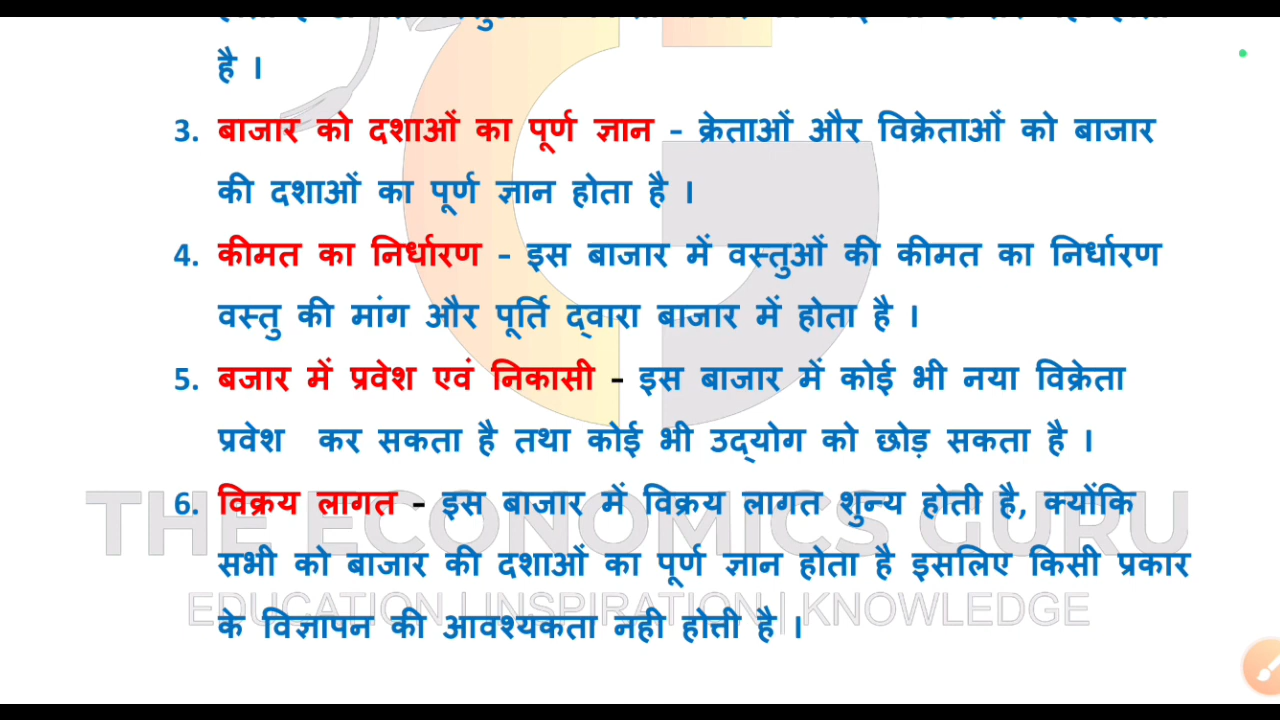 है ।
3. बाजार को दशाओं का पूर्ण ज्ञान – क्रेताओं और विक्रेताओं को बाजार
की दशाओं का पूर्ण ज्ञान होता है ।
4. कीमत का निर्धारण – इस बाजार में वस्तुओं की कीमत का निर्धारण
वस्तु की मांग और पूर्ति द्वारा बाजार में होता है ।
5. बजार में प्रवेश एवं निकासी – इस बाजार में कोई भी नया विक्रेता
प्रवेश कर सकता है तथा कोई भी उद्योग को छोड़ सकता है ।
6. विक्रय लागत – इस बाजार में विक्रय लागत शुन्य होती है, क्योंकि
THE ECONOMICS GURU
सभी को बाजार की दशाओं का पूर्ण ज्ञान होता है इसलिए किसी प्रकार
EDUCATION | INSPIRATION | KNOWLEDGE
के विज्ञापन की आवश्यकता नही होत्ती है ।